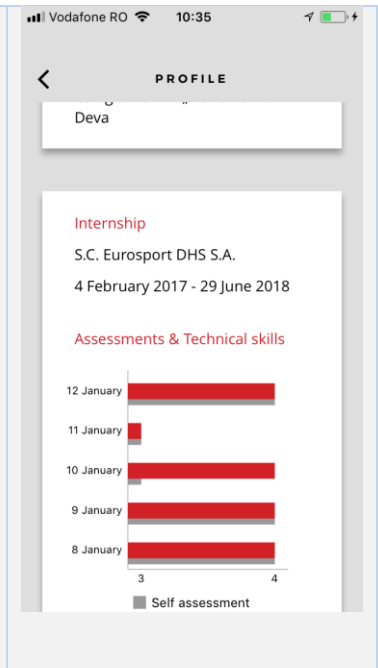 Vodafone RO 10:35
PROFILE
Deva
Internship
S.C. Eurosport DHS S.A.
4 February 2017 - 29 June 2018
Assessments & Technical skills
12 January
11 January
10 January
9 January
8 January
3 4
Self assessment